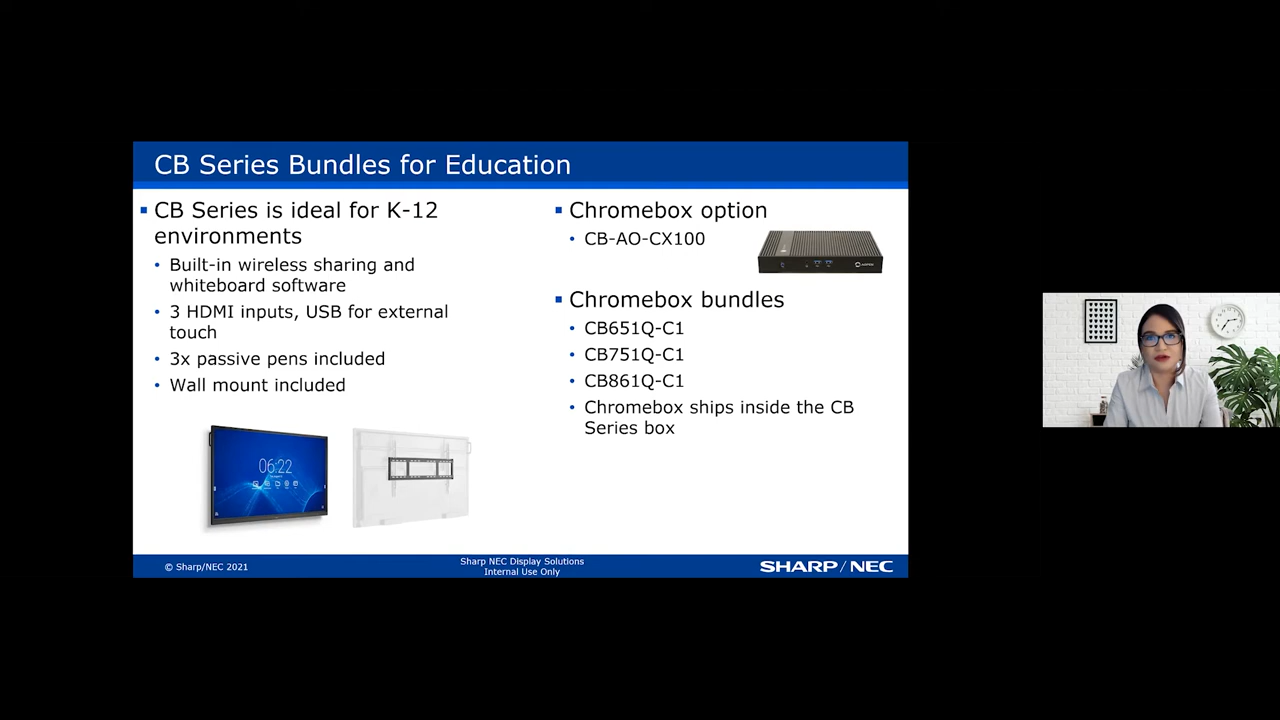 CB Series Bundles for Education
CB Series is ideal for K-12
environments
Built-in wireless sharing and
whiteboard software
3 HDMI inputs, USB for external
touch
3x passive pens included
Wall mount included
06:22
Chromebox option
CB-AO-CX100
Chromebox bundles
CB651Q-C1
CB751Q-C1
CB861Q-C1
Chromebox ships inside the CB
Series box
© Sharp/NEC 2021
Sharp NEC Display Solutions
Internal Use Only
SHARP/NEC